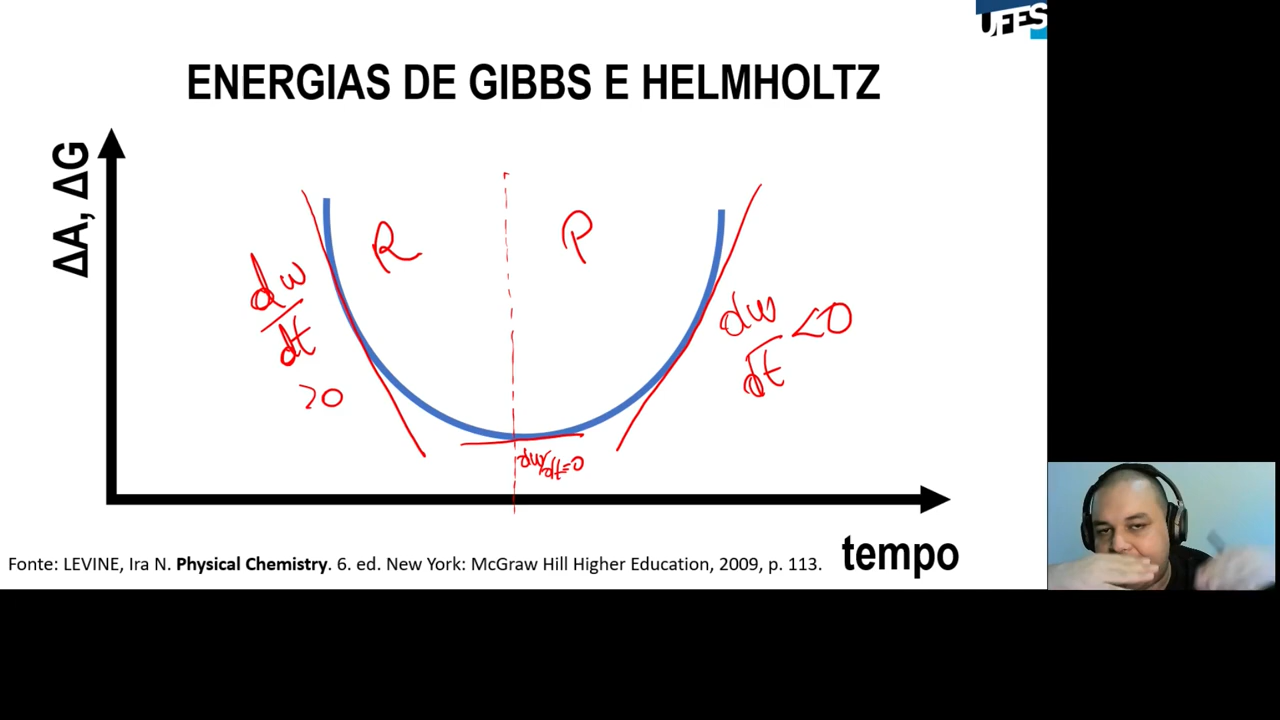 UFES
ENERGIAS DE GIBBS E HELMHOLTZ
ΔA, ΔG
R
P
dw
dt
>0
dw
dt
<0
dw/dt=0
tempo
Fonte: LEVINE, Ira N. Physical Chemistry. 6. ed. New York: McGraw Hill Higher Education, 2009, p. 113.